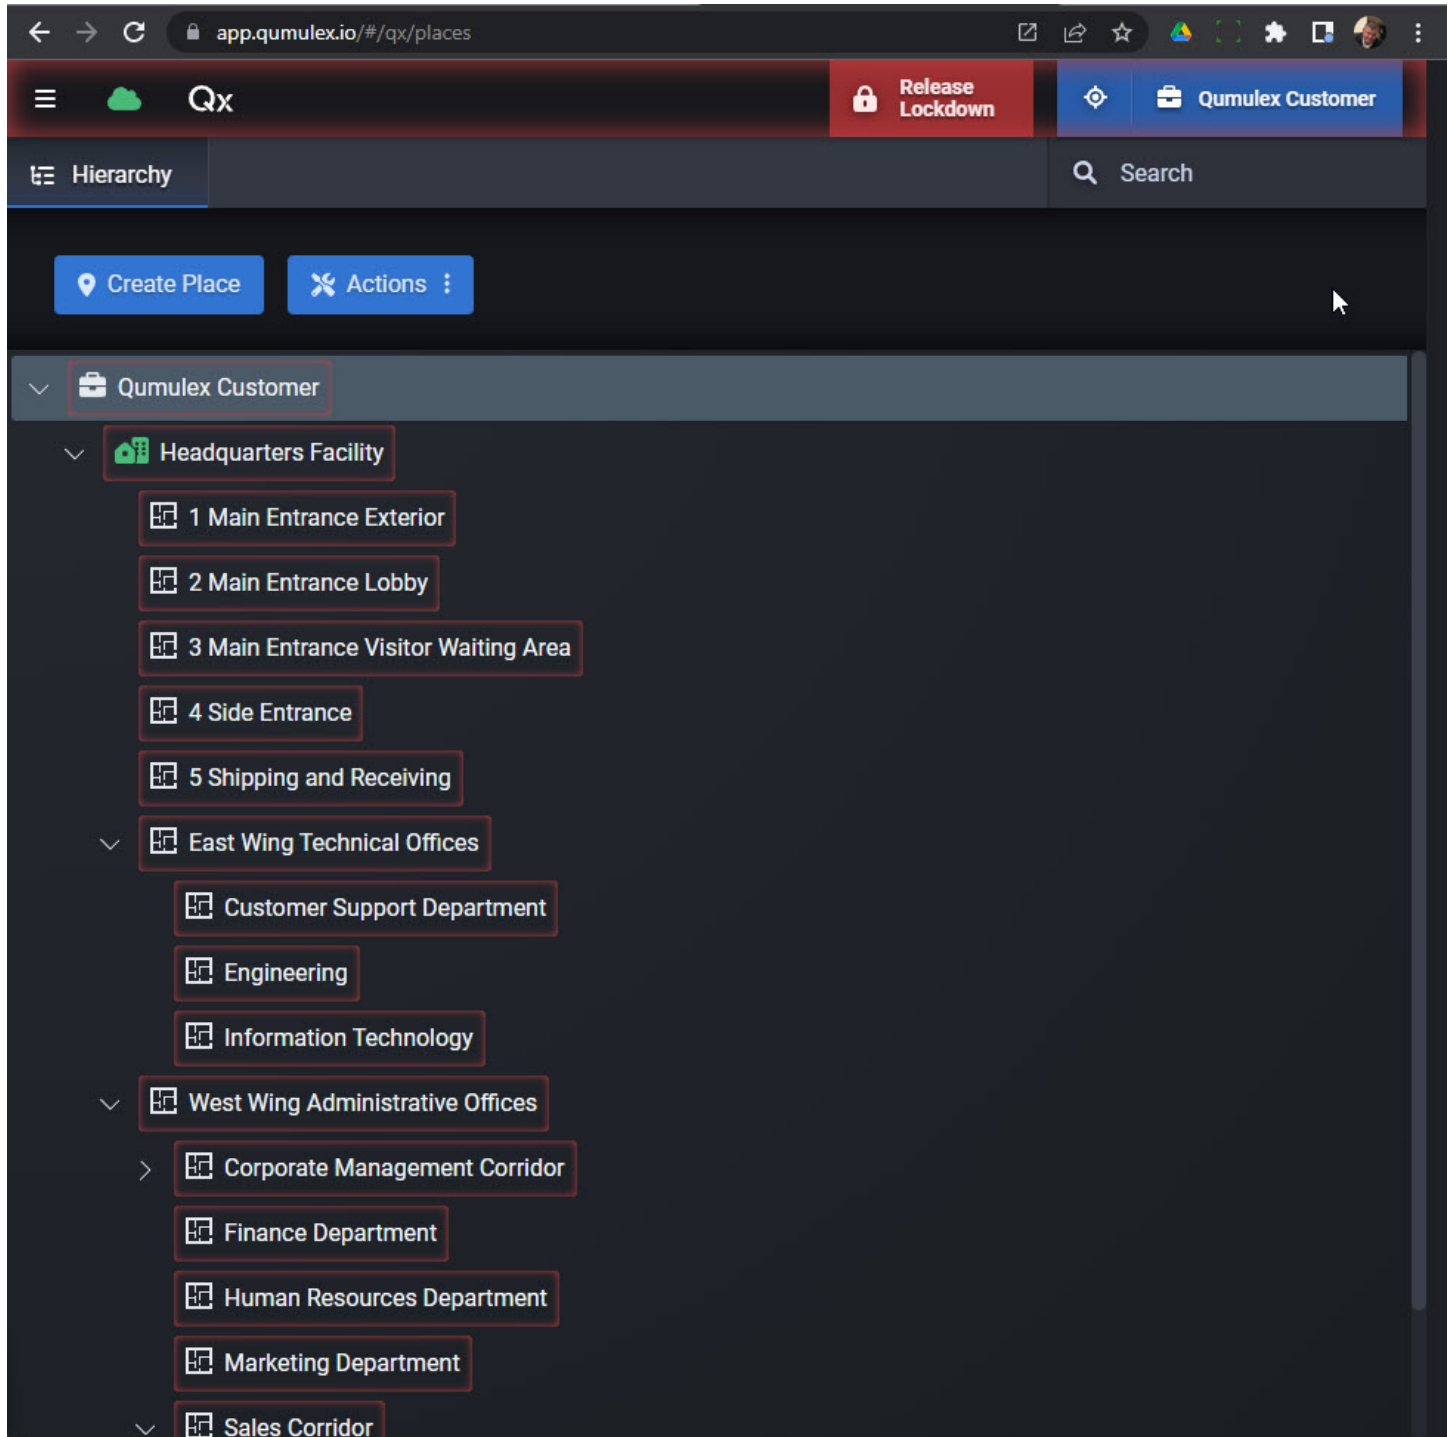 app.qumulex.io/#/qx/places
Qx
Release
Lockdown
Qumulex Customer
Hierarchy
Search
Create Place
Actions
Qumulex Customer
Headquarters Facility
1 Main Entrance Exterior
2 Main Entrance Lobby
3 Main Entrance Visitor Waiting Area
4 Side Entrance
5 Shipping and Receiving
East Wing Technical Offices
Customer Support Department
Engineering
Information Technology
West Wing Administrative Offices
Corporate Management Corridor
Finance Department
Human Resources Department
Marketing Department
Sales Corridor